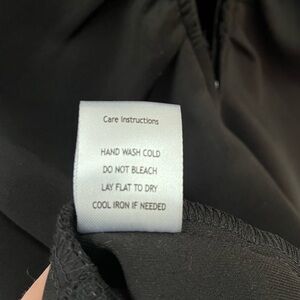 Care Instructions
HAND WASH COLD
DO NOT BLEACH
LAY FLAT TO DRY
COOL IRON IF NEEDED